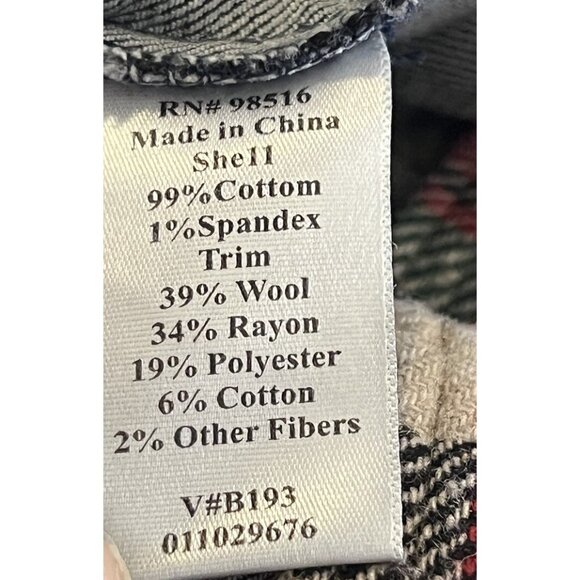 RN# 98516
Made in China
Shell
99%Cottom
1%Spandex
Trim
39% Wool
34% Rayon
19% Polyester
6% Cotton
2% Other Fibers
V#B193
011029676